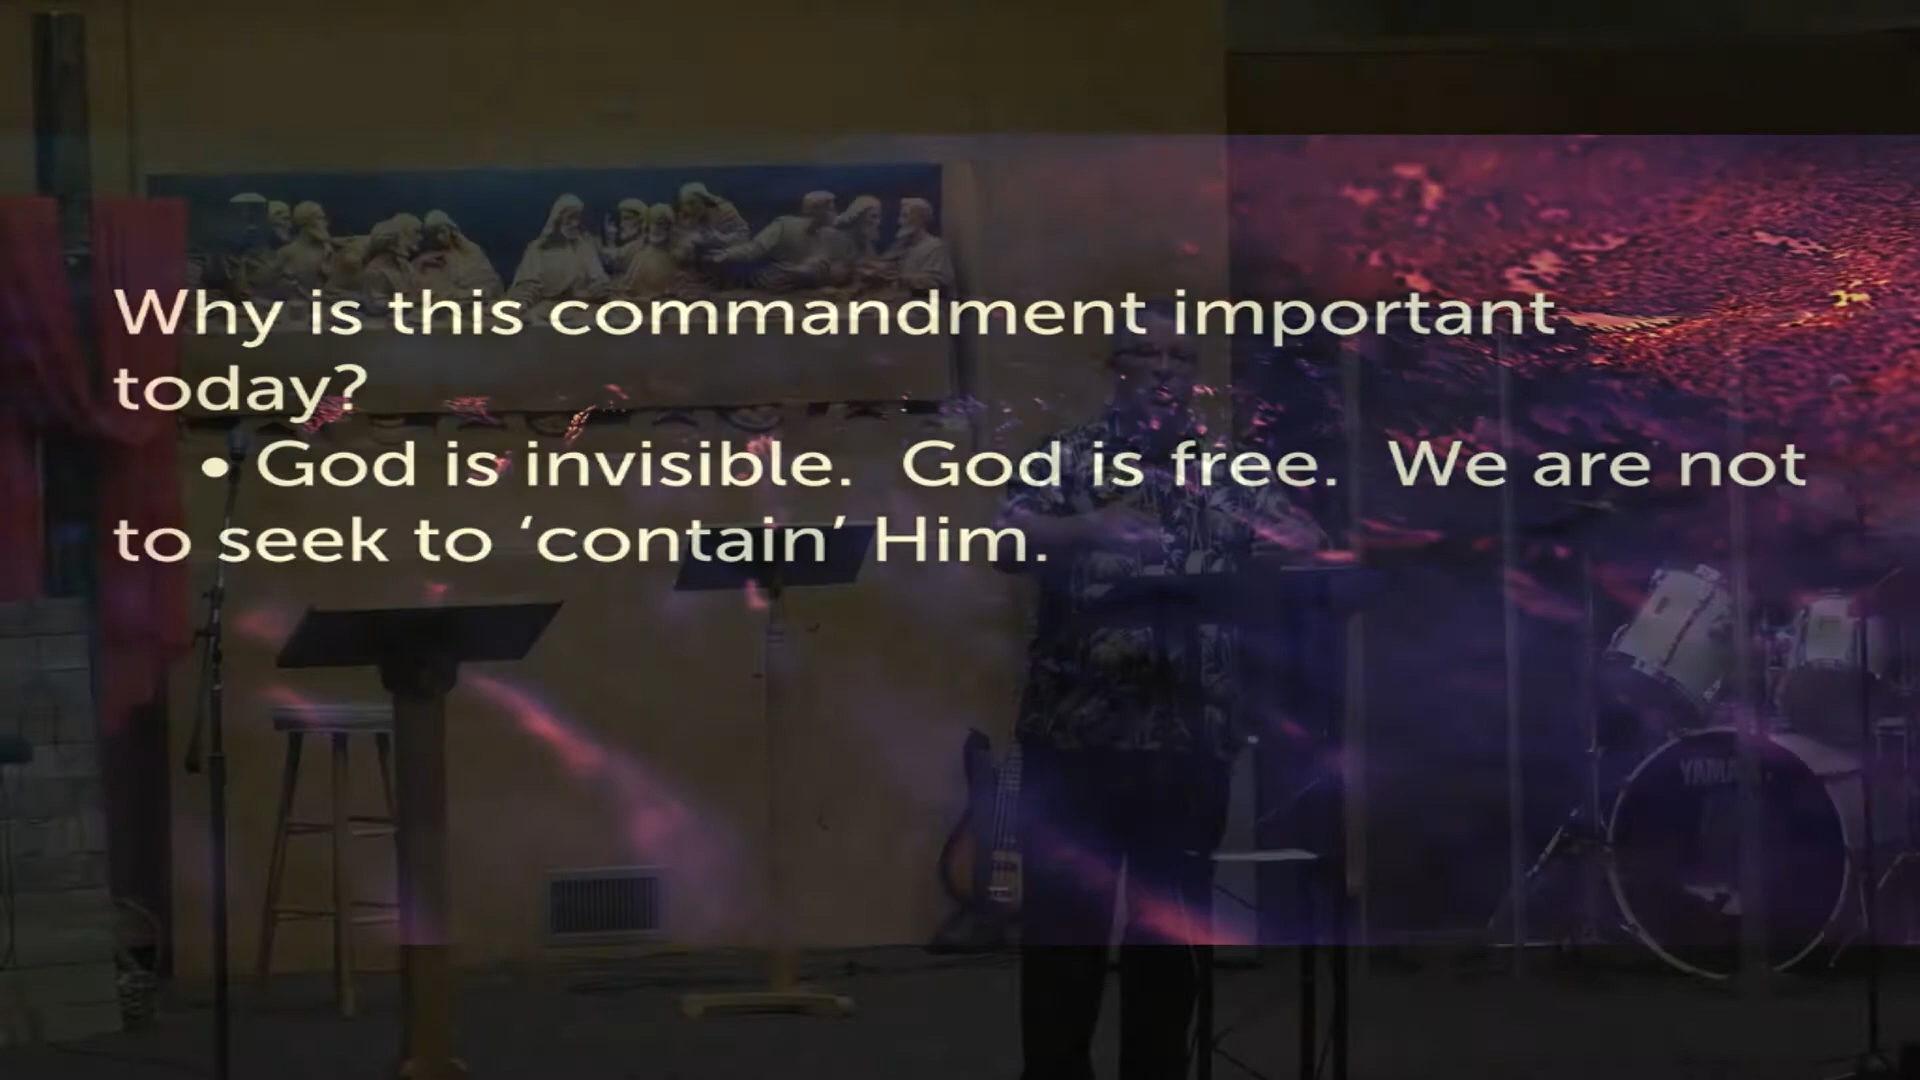 Why is this commandment important
today?
• God is invisible.  God is free.  We are not
to seek to ‘contain’ Him.